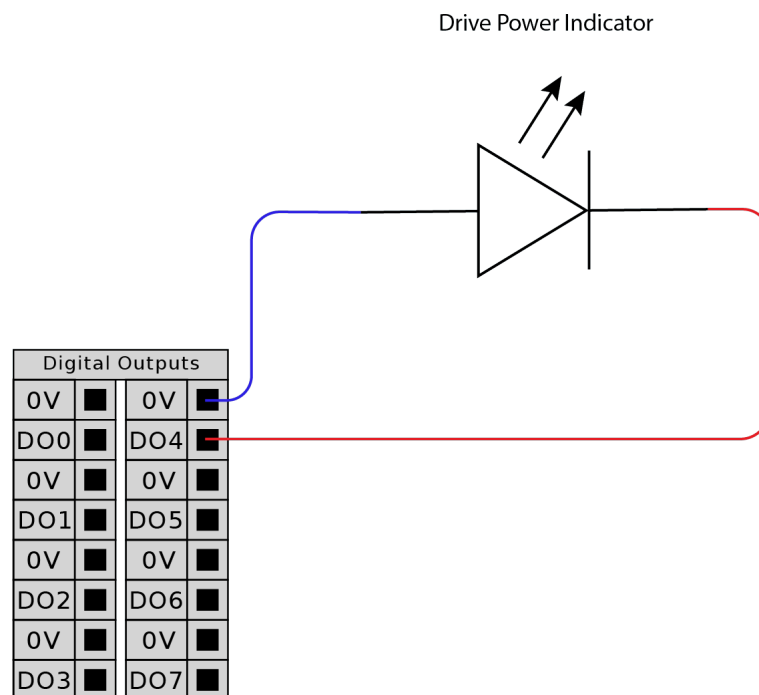 Drive Power Indicator
Digital Outputs
0V 0V
DO0 DO4
0V 0V
DO1 DO5
0V 0V
DO2 DO6
0V 0V
DO3 DO7